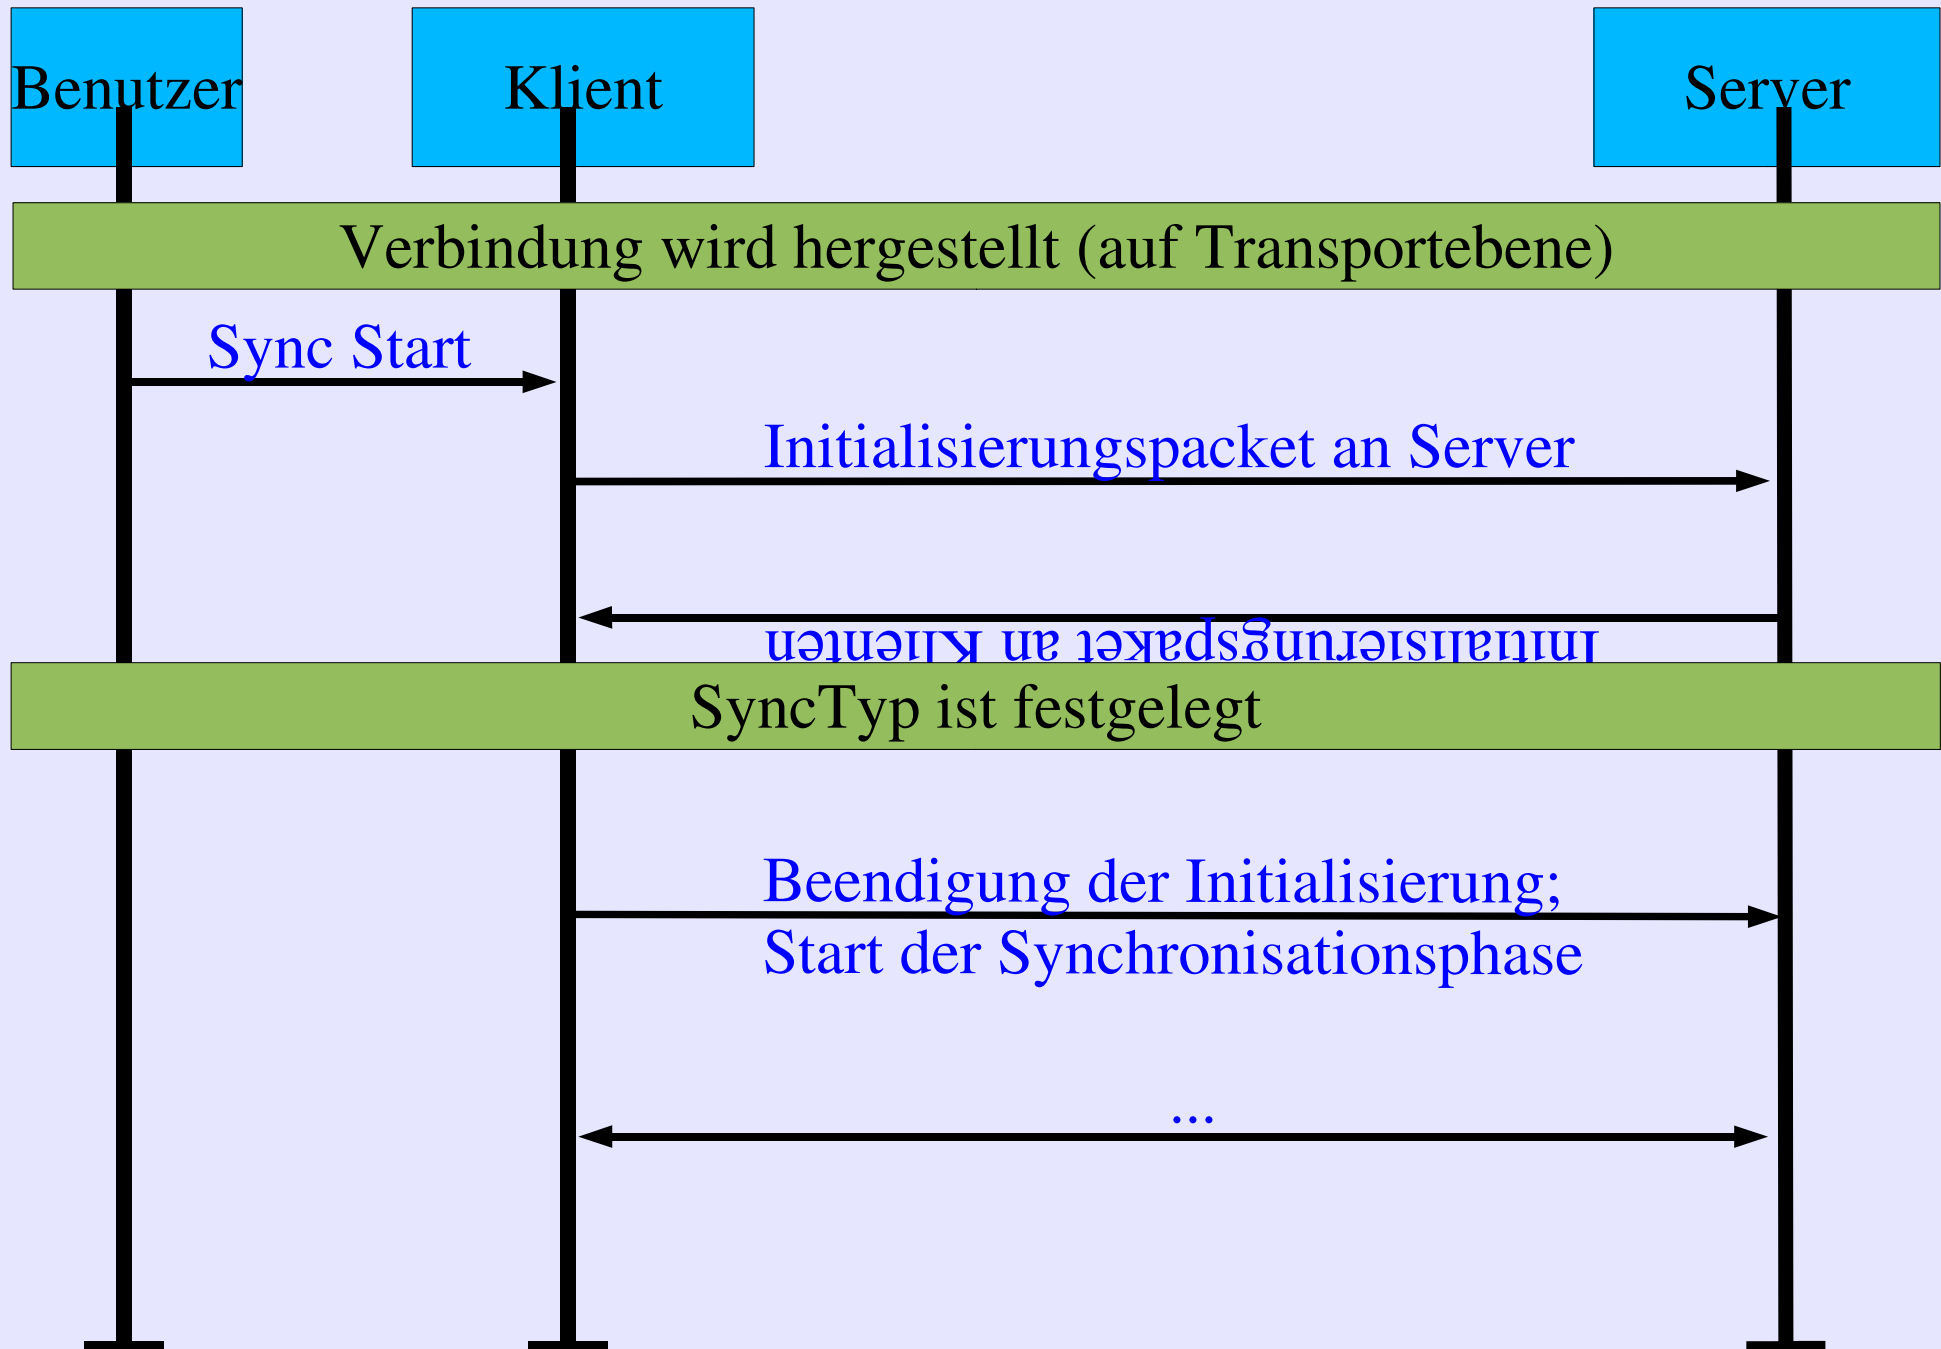 Benutzer
Klient
Server
Verbindung wird hergestellt (auf Transportebene)
Sync Start
Initialisierungspacket an Server
Initialisierungspaket an Klienten
SyncTyp ist festgelegt
Beendigung der Initialisierung;
Start der Synchronisationsphase
...